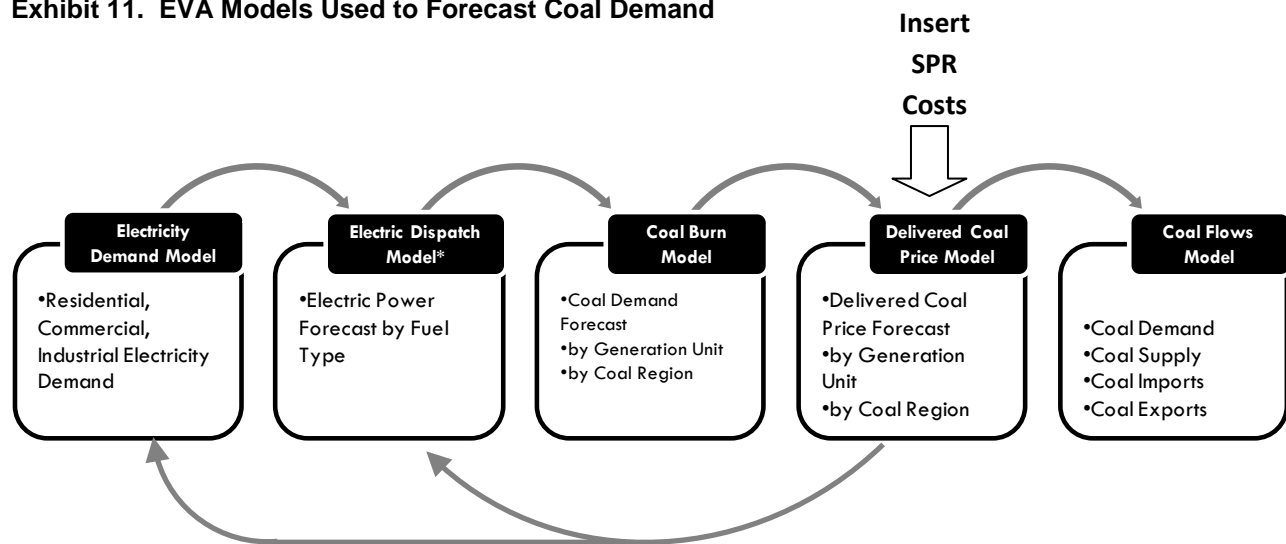 Exhibit 11. EVA Models Used to Forecast Coal Demand
Insert
SPR
Costs
Electricity
Demand Model
•Residential,
Commercial,
Industrial Electricity
Demand
Electric Dispatch
Model*
•Electric Power
Forecast by Fuel
Type
Coal Burn
Model
•Coal Demand
Forecast
•by Generation Unit
•by Coal Region
Delivered Coal
Price Model
•Delivered Coal
Price Forecast
•by Generation
Unit
•by Coal Region
Coal Flows
Model
•Coal Demand
•Coal Supply
•Coal Imports
•Coal Exports